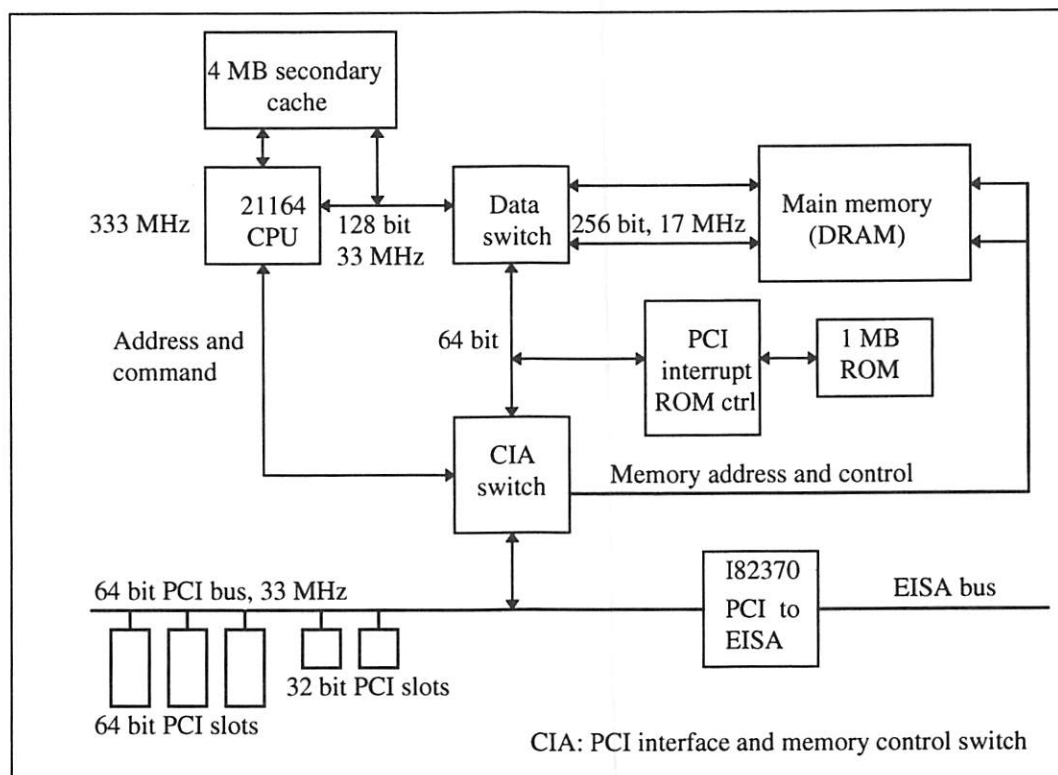 4 MB secondary
cache
333 MHz
21164
CPU
128 bit
33 MHz
Data
switch
256 bit, 17 MHz
Main memory
(DRAM)
Address and
command
64 bit
PCI
interrupt
ROM ctrl
1 MB
ROM
CIA
switch
Memory address and control
64 bit PCI bus, 33 MHz
I82370
PCI to
EISA
EISA bus
32 bit PCI slots
64 bit PCI slots
CIA: PCI interface and memory control switch